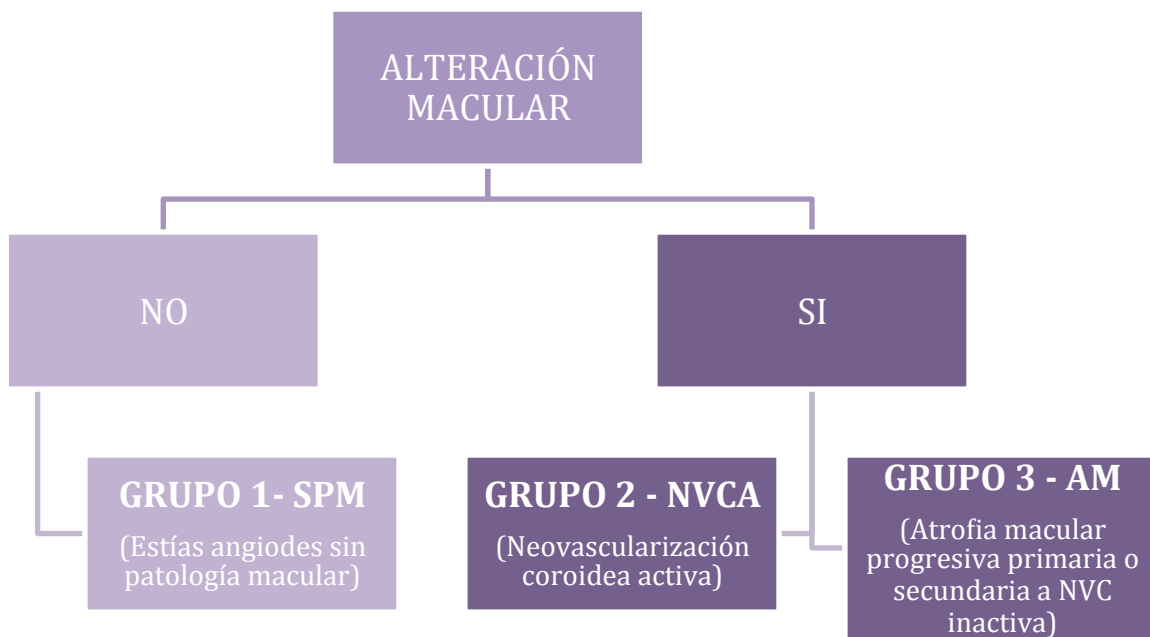 ALTERACIÓN
MACULAR
NO
SI
GRUPO 1- SPM
(Estías angiodes sin
patología macular)
GRUPO 2 - NVCA
(Neovascularización
coroidea activa)
GRUPO 3 - AM
(Atrofia macular
progresiva primaria o
secundaria a NVC
inactiva)